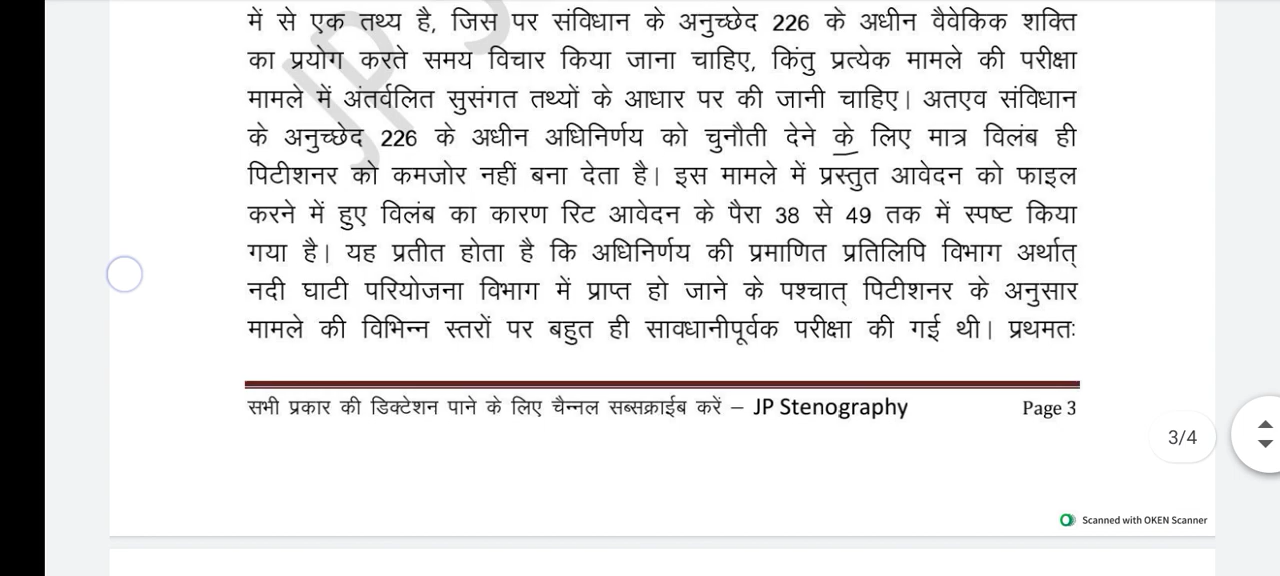 में से एक तथ्य है, जिस पर संविधान के अनुच्छेद 226 के अधीन वैवेकिक शक्ति
का प्रयोग करते समय विचार किया जाना चाहिए, किंतु प्रत्येक मामले की परीक्षा
मामले में अंतर्वलित सुसंगत तथ्यों के आधार पर की जानी चाहिए। अतएव संविधान
के अनुच्छेद 226 के अधीन अधिनिर्णय को चुनौती देने के लिए मात्र विलंब ही
पिटीशनर को कमजोर नहीं बना देता है। इस मामले में प्रस्तुत आवेदन को फाइल
करने में हुए विलंब का कारण रिट आवेदन के पैरा 38 से 49 तक में स्पष्ट किया
गया है। यह प्रतीत होता है कि अधिनिर्णय की प्रमाणित प्रतिलिपि विभाग अर्थात्
नदी घाटी परियोजना विभाग में प्राप्त हो जाने के पश्चात् पिटीशनर के अनुसार
मामले की विभिन्न स्तरों पर बहुत ही सावधानीपूर्वक परीक्षा की गई थी। प्रथमतः
सभी प्रकार की डिक्टेशन पाने के लिए चैन्नल सब्सक्राईब करें – JP Stenography Page 3
3/4
Scanned with OKEN Scanner
JP S